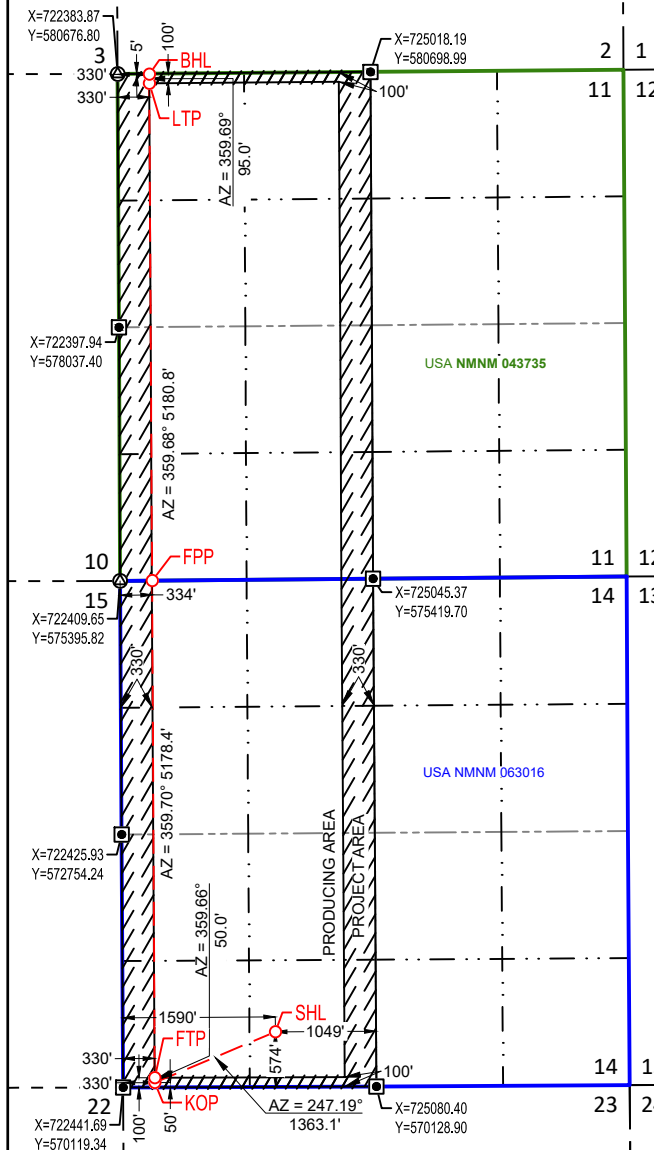 X=722383.87
Y=580676.80
3
5'
100'
BHL
X=725018.19
Y=580698.99
2
1
330'
330'
LTP
AZ = 359.69°
95.0'
100'
11
12
X=722397.94
Y=578037.40
USA NMNM 043735
AZ = 359.68° 5180.8'
FPP
10
15
334'
11
12
14
13
X=722409.65
Y=575395.82
X=725045.37
Y=575419.70
330'
330'
USA NMNM 063016
AZ = 359.70° 5178.4'
X=722425.93
Y=572754.24
PRODUCING AREA
PROJECT AREA
AZ = 359.66°
50.0'
1590'
SHL
1049'
574'
FTP
330'
330'
KOP
100'
14
22
100'
50'
AZ = 247.19°
1363.1'
23
X=722441.69
Y=570119.34
X=725080.40
Y=570128.90